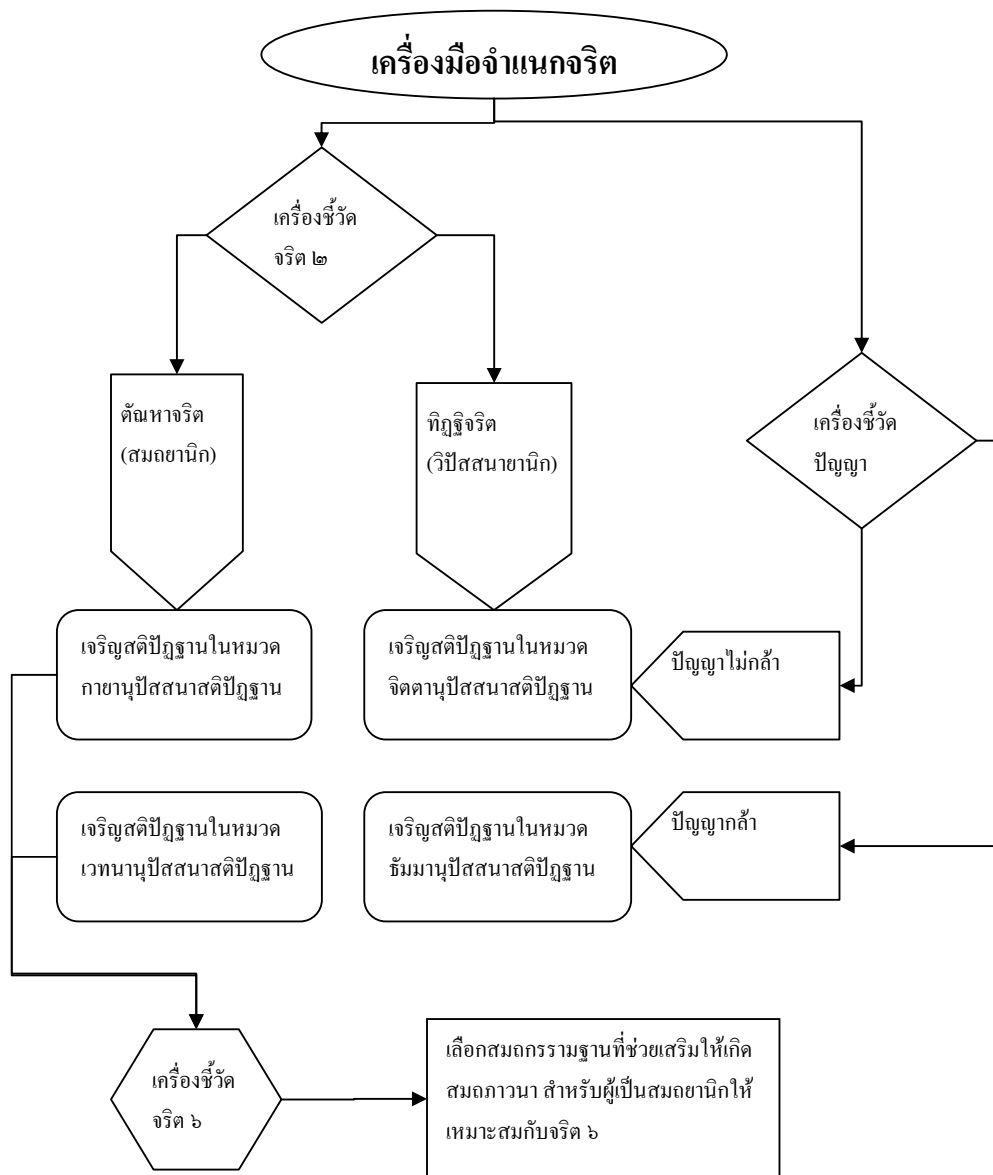 เครื่องมือจำแนกจริต
เครื่องชี้วัด
จริต ๒
ตัณหาจริต
(สมถยานิก)
ทิฏฐิจริต
(วิปัสสนายานิก)
เครื่องชี้วัด
ปัญญา
เจริญสติปัฏฐานในหมวด
กายานุปัสสนาสติปัฏฐาน
เจริญสติปัฏฐานในหมวด
จิตตานุปัสสนาสติปัฏฐาน
ปัญญาไม่กล้า
เจริญสติปัฏฐานในหมวด
เวทนานุปัสสนาสติปัฏฐาน
เจริญสติปัฏฐานในหมวด
ธัมมานุปัสสนาสติปัฏฐาน
ปัญญากล้า
เครื่องชี้วัด
จริต ๖
เลือกสมถกรรามฐานที่ช่วยเสริมให้เกิด
สมถภาวนา สำหรับผู้เป็นสมถยานิกให้
เหมาะสมกับจริต ๖